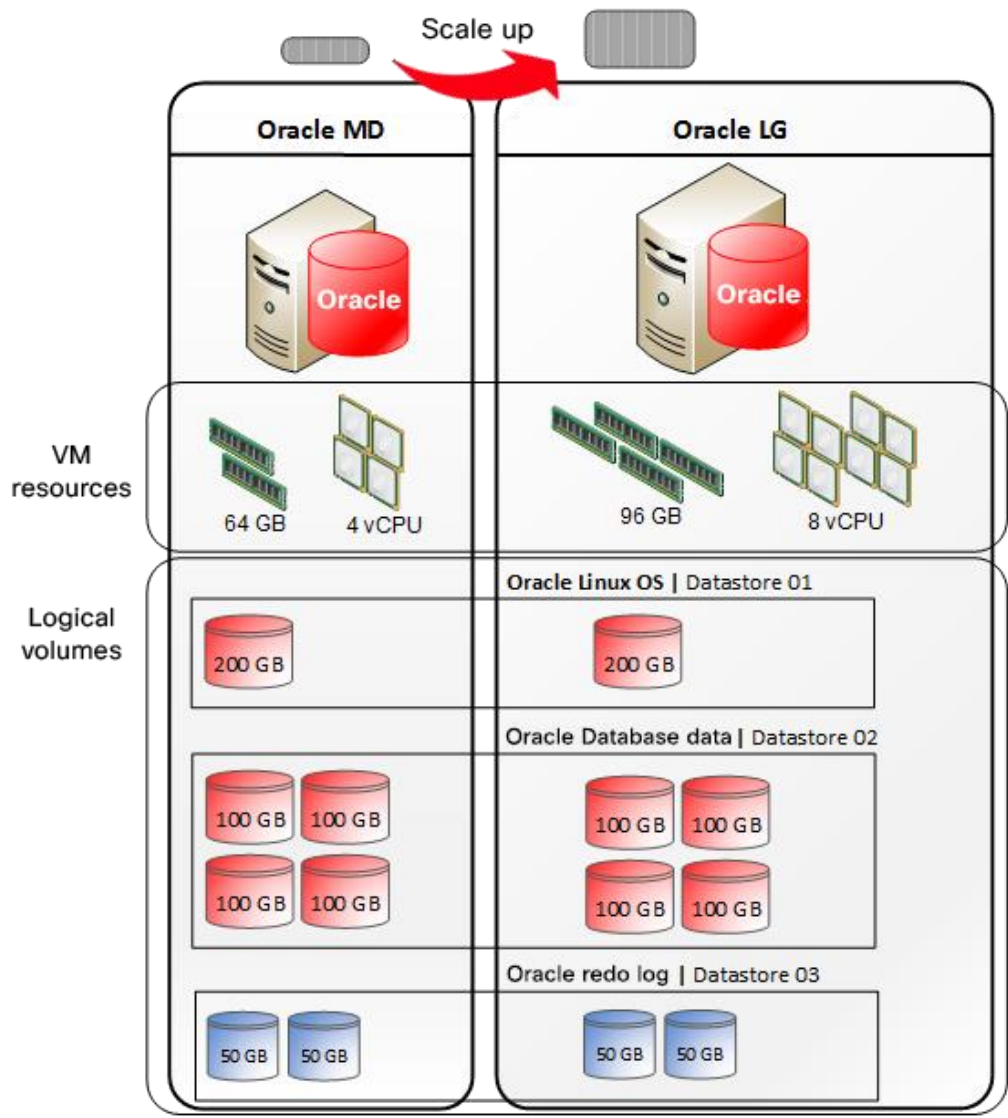 Scale up
Oracle MD
Oracle LG
Oracle
Oracle
VM
resources
64 GB
4 vCPU
96 GB
8 vCPU
Logical
volumes
Oracle Linux OS | Datastore 01
200 GB
200 GB
Oracle Database data | Datastore 02
100 GB 100 GB
100 GB 100 GB
100 GB 100 GB
100 GB 100 GB
Oracle redo log | Datastore 03
50 GB 50 GB
50 GB 50 GB